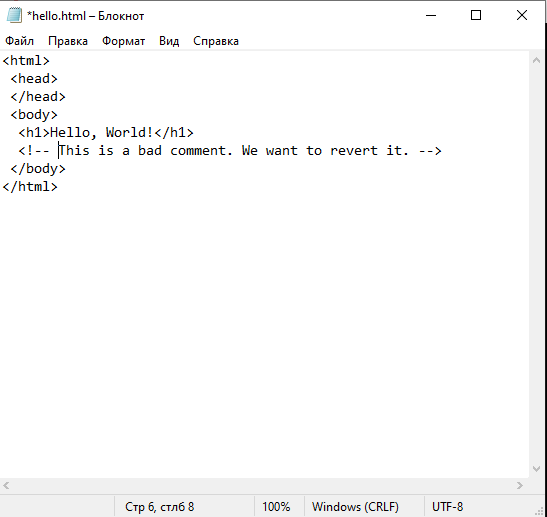 *hello.html – Блокнот
Файл Правка Формат Вид Справка
<html>
 <head>
 </head>
 <body>
  <h1>Hello, World!</h1>
  <!-- This is a bad comment. We want to revert it. -->
 </body>
</html>
Стр 6, стлб 8 100% Windows (CRLF) UTF-8